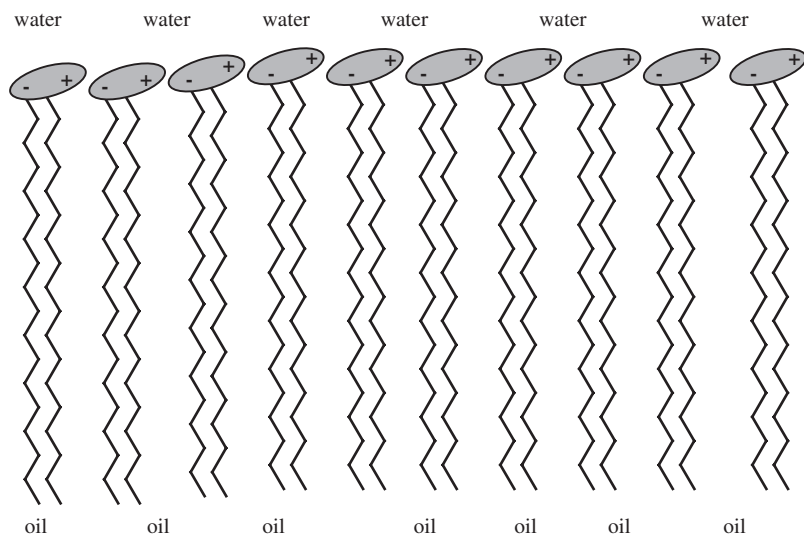 water water water water water water
- + - + - + - + - + - + - + - + - + - +
oil oil oil oil oil oil oil